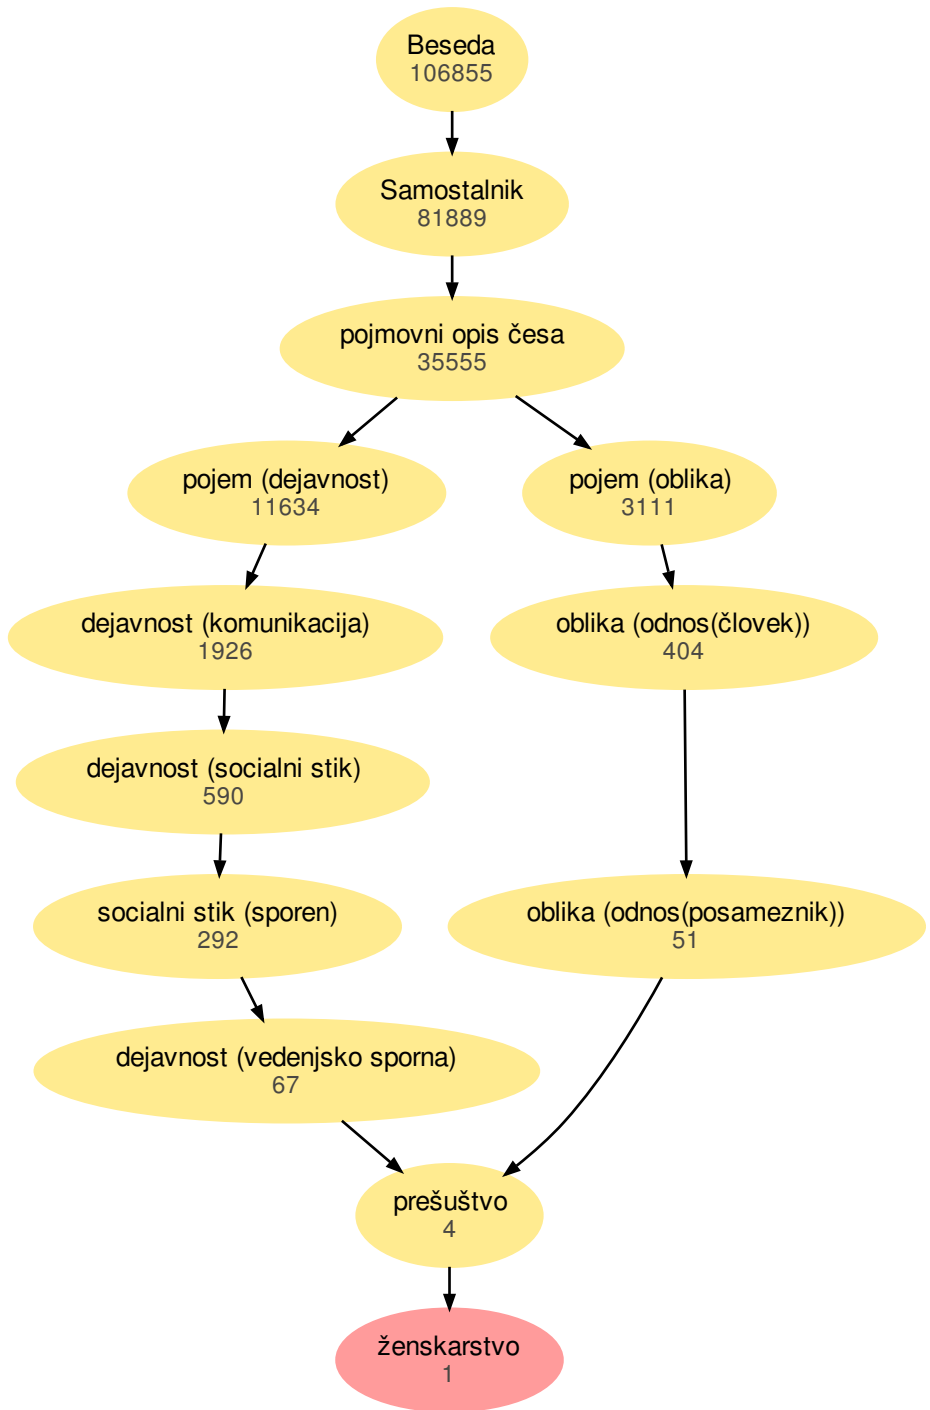 Beseda
106855
Samostalnik
81889
pojmovni opis česa
35555
pojem (dejavnost)
11634
pojem (oblika)
3111
dejavnost (komunikacija)
1926
oblika (odnos(človek))
404
dejavnost (socialni stik)
590
socialni stik (sporen)
292
oblika (odnos(posameznik))
51
dejavnost (vedenjsko sporna)
67
prešuštvo
4
ženskarstvo
1